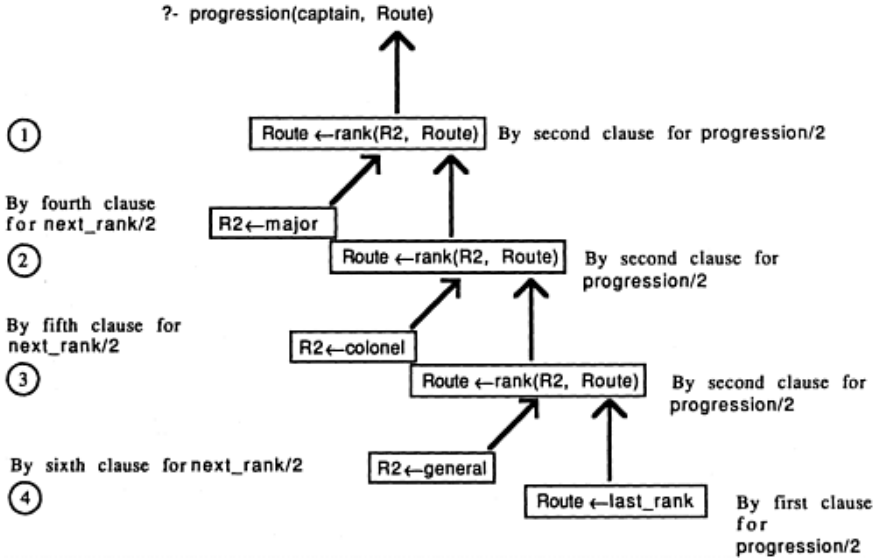 ?- progression(captain, Route)
① Route ←rank(R2, Route) By second clause for progression/2
By fourth clause
for next_rank/2
R2←major
② Route ←rank(R2, Route) By second clause for
progression/2
By fifth clause for
next_rank/2
R2←colonel
③ Route ←rank(R2, Route) By second clause for
progression/2
By sixth clause for next_rank/2 R2←general
④ Route ←last_rank By first clause
for
progression/2